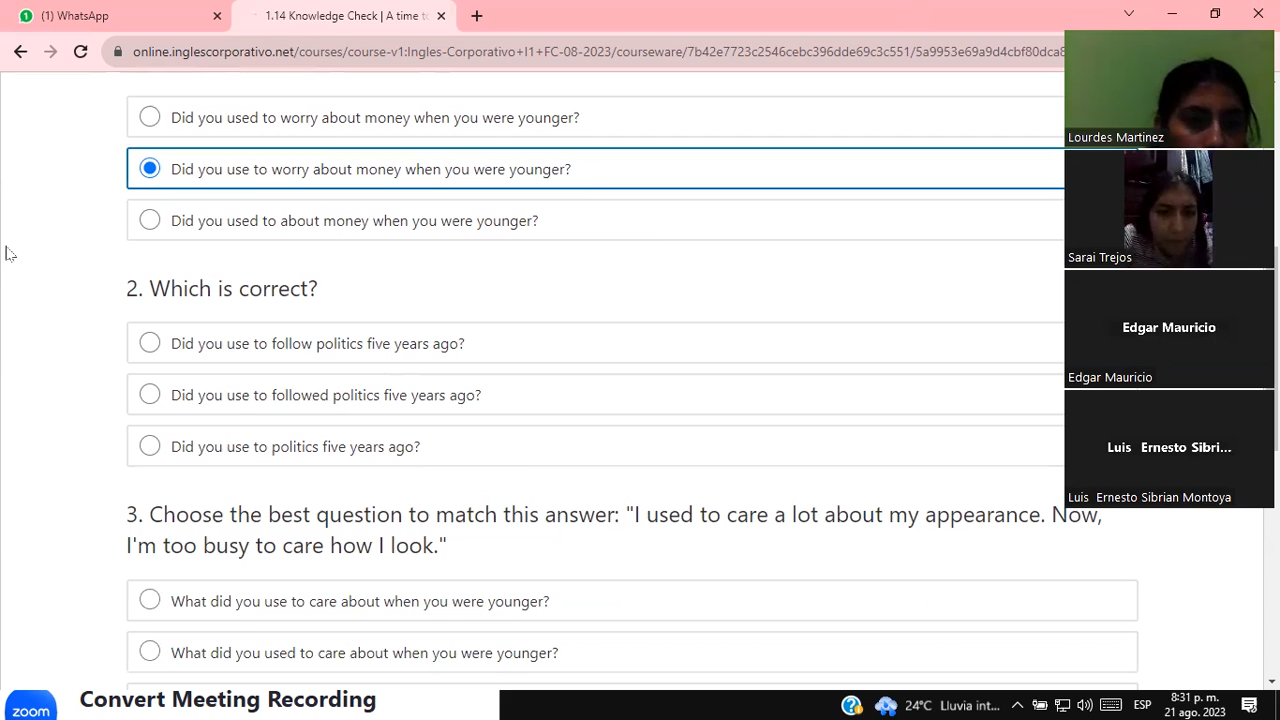 1
WhatsApp
1.14 Knowledge Check | A time to
online.inglescorporativo.net/courses/course-v1:Ingles-Corporativo+I1+FC-08-2023/courseware/7b42e7723c2546cebc396dde69c3c551/5a9953e69a9d4cbf80dca8
Did you used to worry about money when you were younger?
Did you use to worry about money when you were younger?
Did you used to about money when you were younger?
2. Which is correct?
Did you use to follow politics five years ago?
Did you use to followed politics five years ago?
Did you use to politics five years ago?
3. Choose the best question to match this answer: "I used to care a lot about my appearance. Now,
I'm too busy to care how I look."
What did you use to care about when you were younger?
What did you used to care about when you were younger?
Lourdes Martinez
Sarai Trejos
Edgar Mauricio
Edgar Mauricio
Luis Ernesto Sibri...
Luis Ernesto Sibrian Montoya
zoom
Convert Meeting Recording
24°C Lluvia int...
ESP
8:31 p. m.
21 ago. 2023